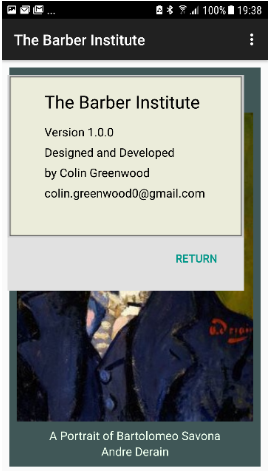 100% 19:38
The Barber Institute
The Barber Institute
Version 1.0.0
Designed and Developed
by Colin Greenwood
colin.greenwood0@gmail.com
RETURN
a Derain
A Portrait of Bartolomeo Savona
Andre Derain